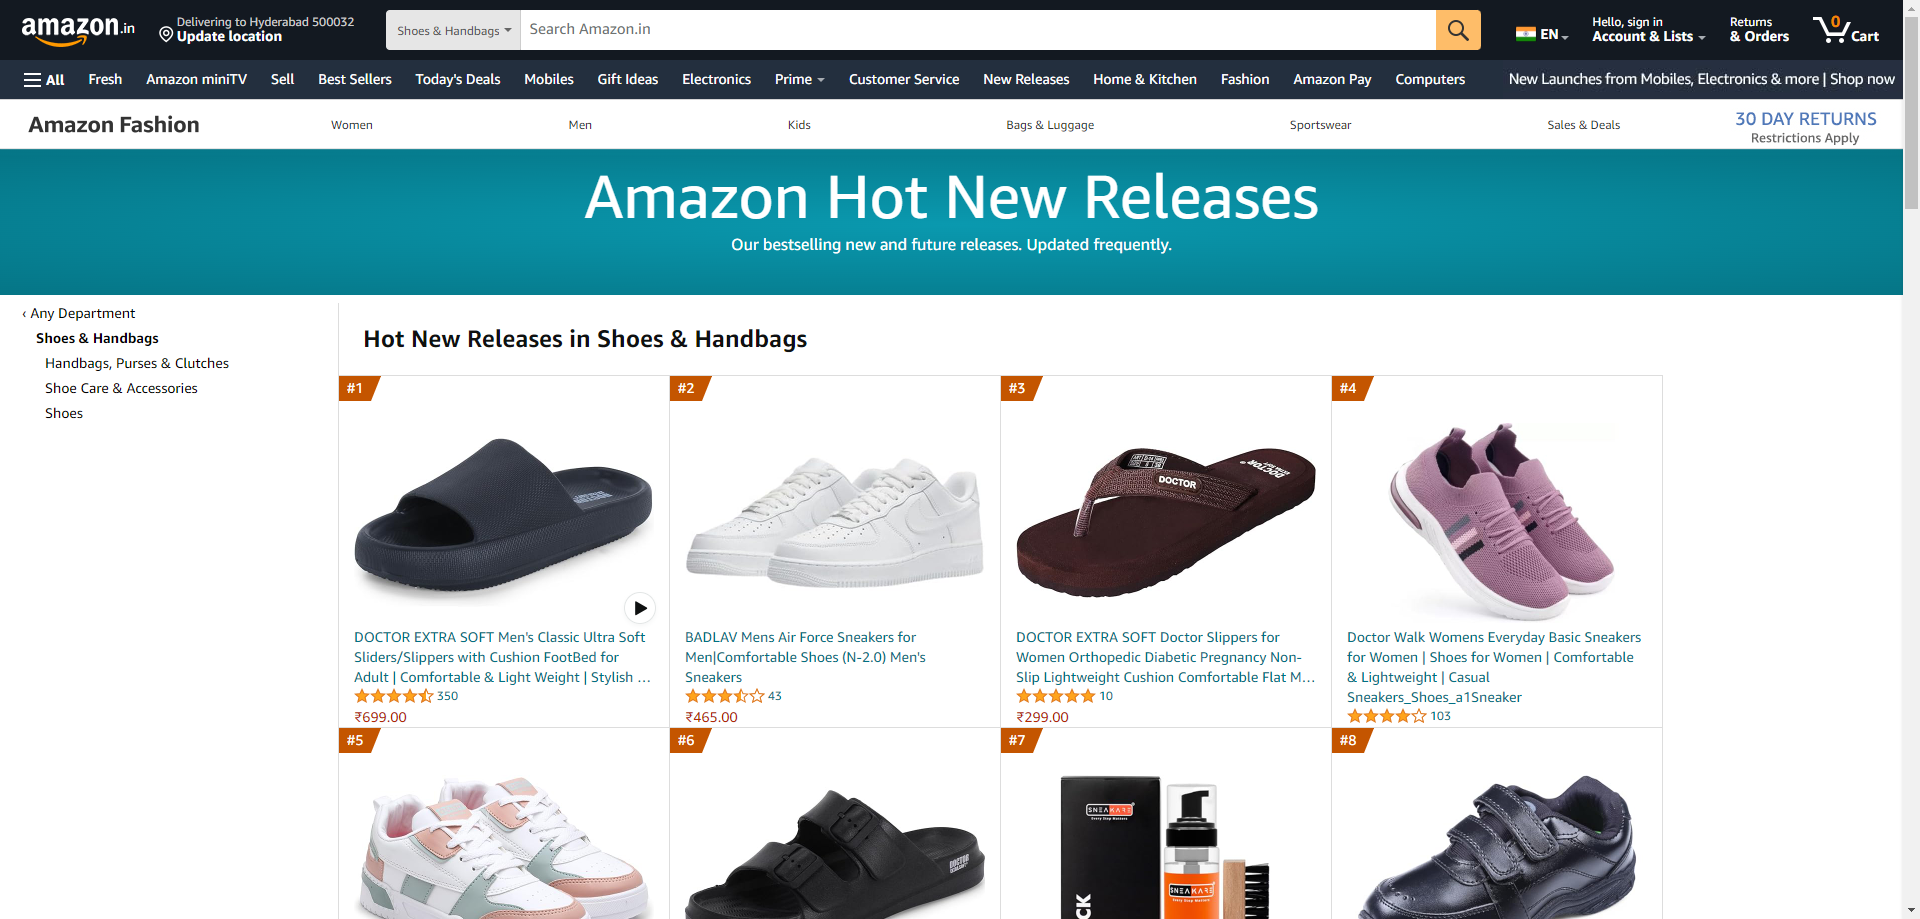 amazon.in
Delivering to Hyderabad 500032
Update location
Shoes & Handbags
Search Amazon.in
EN
Hello, sign in
Account & Lists
Returns
& Orders
0
Cart
All
Fresh
Amazon miniTV
Sell
Best Sellers
Today's Deals
Mobiles
Gift Ideas
Electronics
Prime
Customer Service
New Releases
Home & Kitchen
Fashion
Amazon Pay
Computers
New Launches from Mobiles, Electronics & more | Shop now
Amazon Fashion
Women
Men
Kids
Bags & Luggage
Sportswear
Sales & Deals
30 DAY RETURNS
Restrictions Apply
Amazon Hot New Releases
Our bestselling new and future releases. Updated frequently.
‹ Any Department
Shoes & Handbags
Handbags, Purses & Clutches
Shoe Care & Accessories
Shoes
Hot New Releases in Shoes & Handbags
#1
DOCTOR EXTRA SOFT Men's Classic Ultra Soft
Sliders/Slippers with Cushion FootBed for
Adult | Comfortable & Light Weight | Stylish …
350
₹699.00
#2
BADLAV Mens Air Force Sneakers for
Men|Comfortable Shoes (N-2.0) Men's
Sneakers
43
₹465.00
#3
DOCTOR
DOCTOR
DOCTOR EXTRA SOFT Doctor Slippers for
Women Orthopedic Diabetic Pregnancy Non-
Slip Lightweight Cushion Comfortable Flat M…
10
₹299.00
#4
Doctor Walk Womens Everyday Basic Sneakers
for Women | Shoes for Women | Comfortable
& Lightweight | Casual
Sneakers_Shoes_a1Sneaker
103
#5
#6
DOCTOR
#7
SNEAKARE
Every Step Matters
SNEAKARE
#8